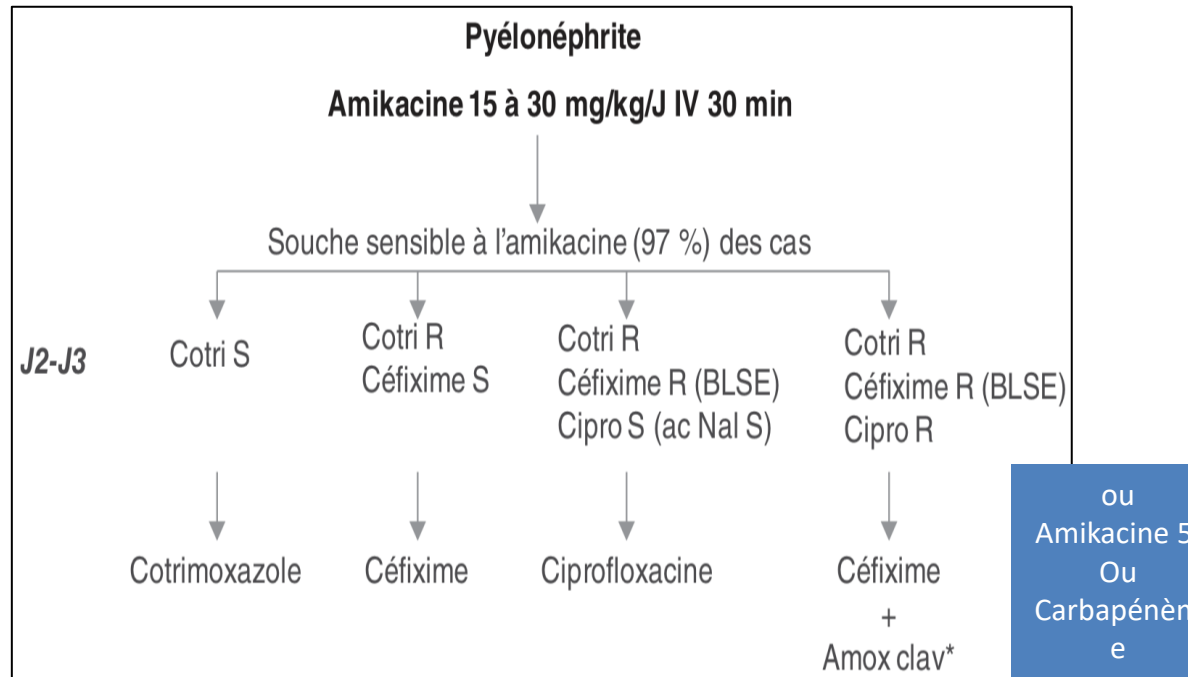 Pyélonéphrite
Amikacine 15 à 30 mg/kg/J IV 30 min
Souche sensible à l'amikacine (97 %) des cas
J2-J3
Cotri S
Cotri R
Céfixime S
Cotri R
Céfixime R (BLSE)
Cipro S (ac Nal S)
Cotri R
Céfixime R (BLSE)
Cipro R
Cotrimoxazole
Céfixime
Ciprofloxacine
Céfixime
+
Amox clav*
ou
Amikacine 5
Ou
Carbapénèm
e